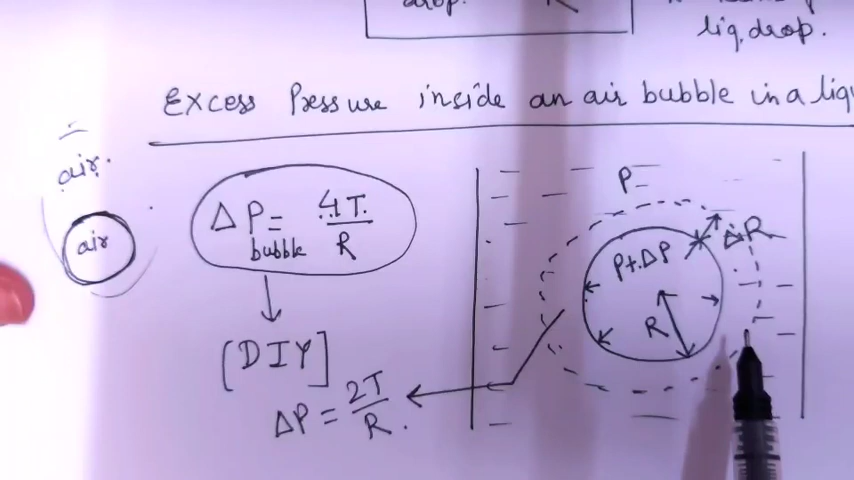 drop.
liq. drop.
Excess Pressure inside an air bubble in a liq
air.
air
ΔP bubble = 4T/R
[DIY]
ΔP = 2T/R.
P
P+ΔP
R
ΔR